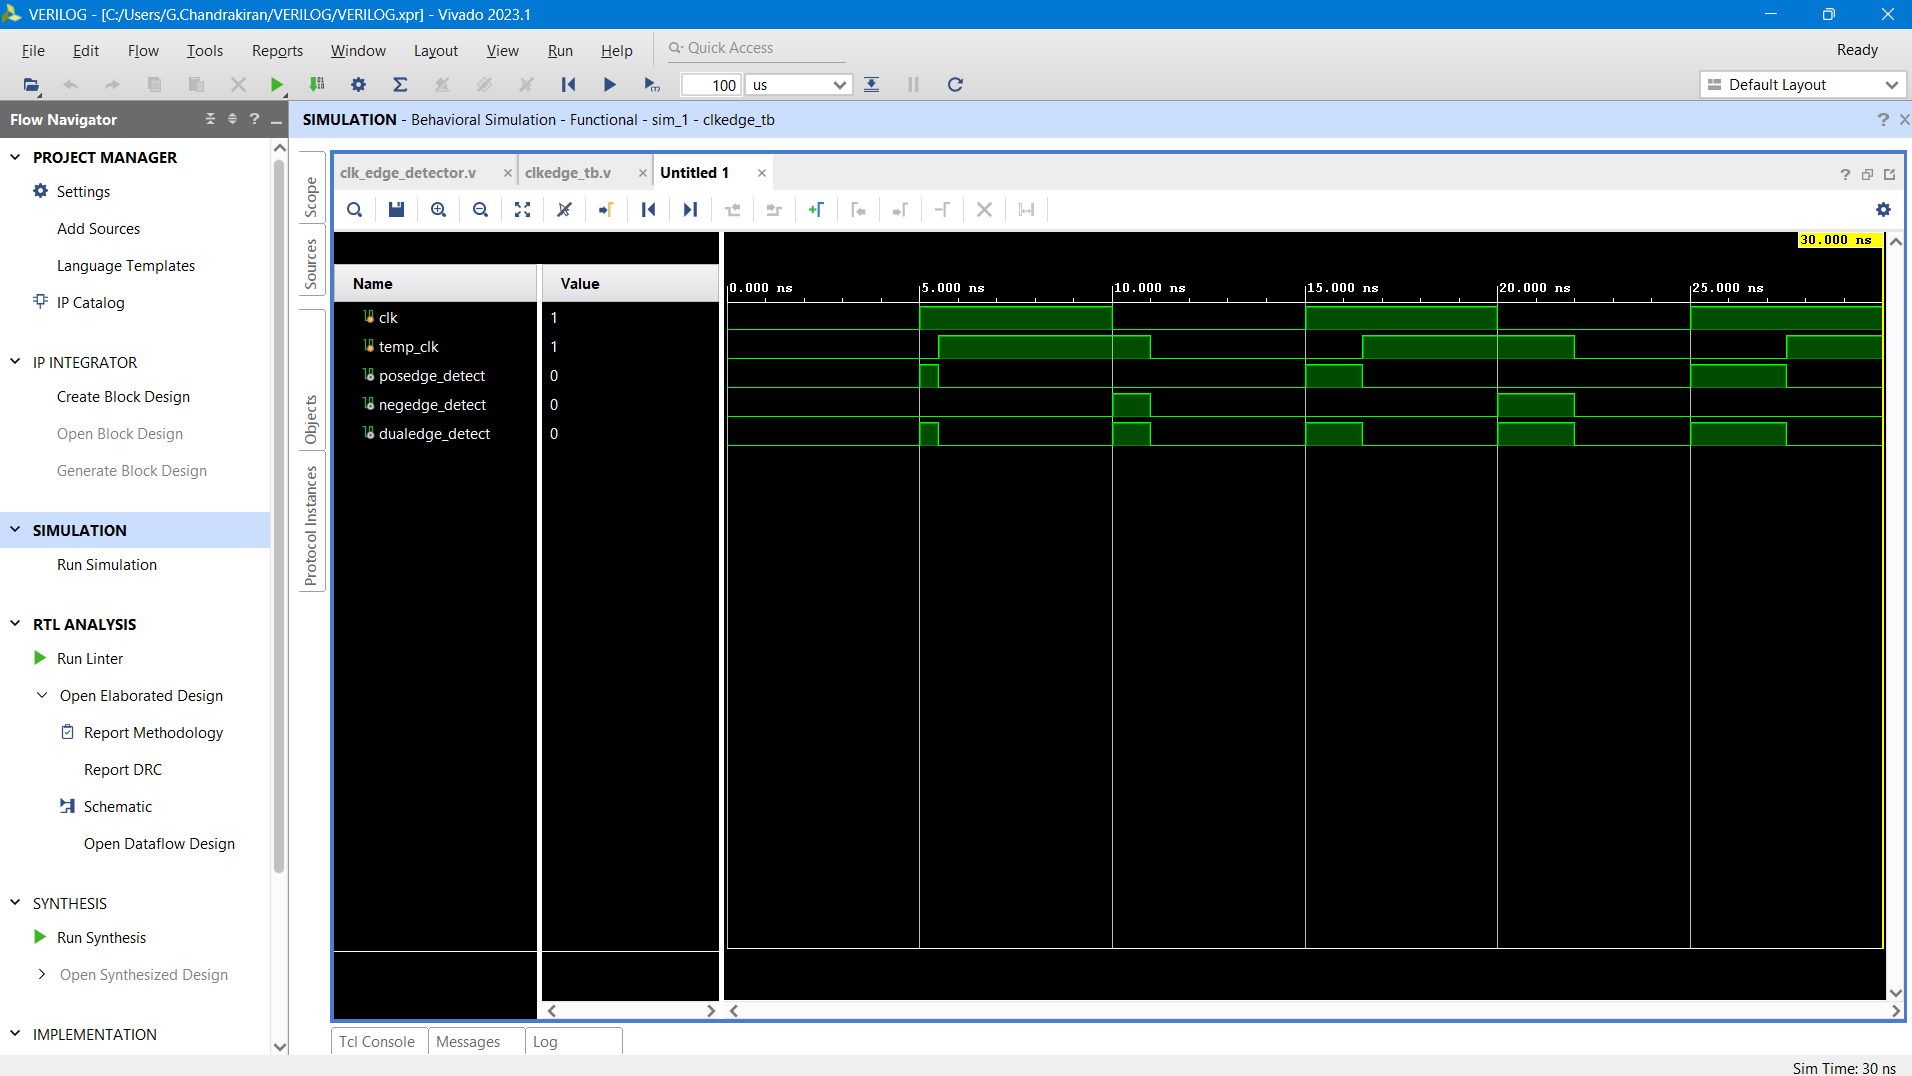 VERILOG - [C:/Users/G.Chandrakiran/VERILOG/VERILOG.xpr] - Vivado 2023.1
File Edit Flow Tools Reports Window Layout View Run Help Quick Access Ready
100 us Default Layout
Flow Navigator
SIMULATION - Behavioral Simulation - Functional - sim_1 - clkedge_tb
PROJECT MANAGER
Settings
Add Sources
Language Templates
IP Catalog
IP INTEGRATOR
Create Block Design
Open Block Design
Generate Block Design
SIMULATION
Run Simulation
RTL ANALYSIS
Run Linter
Open Elaborated Design
Report Methodology
Report DRC
Schematic
Open Dataflow Design
SYNTHESIS
Run Synthesis
Open Synthesized Design
IMPLEMENTATION
Scope
Sources
Objects
Protocol Instances
clk_edge_detector.v clkedge_tb.v Untitled 1
30.000 ns
Name Value
0.000 ns 5.000 ns 10.000 ns 15.000 ns 20.000 ns 25.000 ns
clk 1
temp_clk 1
posedge_detect 0
negedge_detect 0
dualedge_detect 0
Tcl Console Messages Log
Sim Time: 30 ns